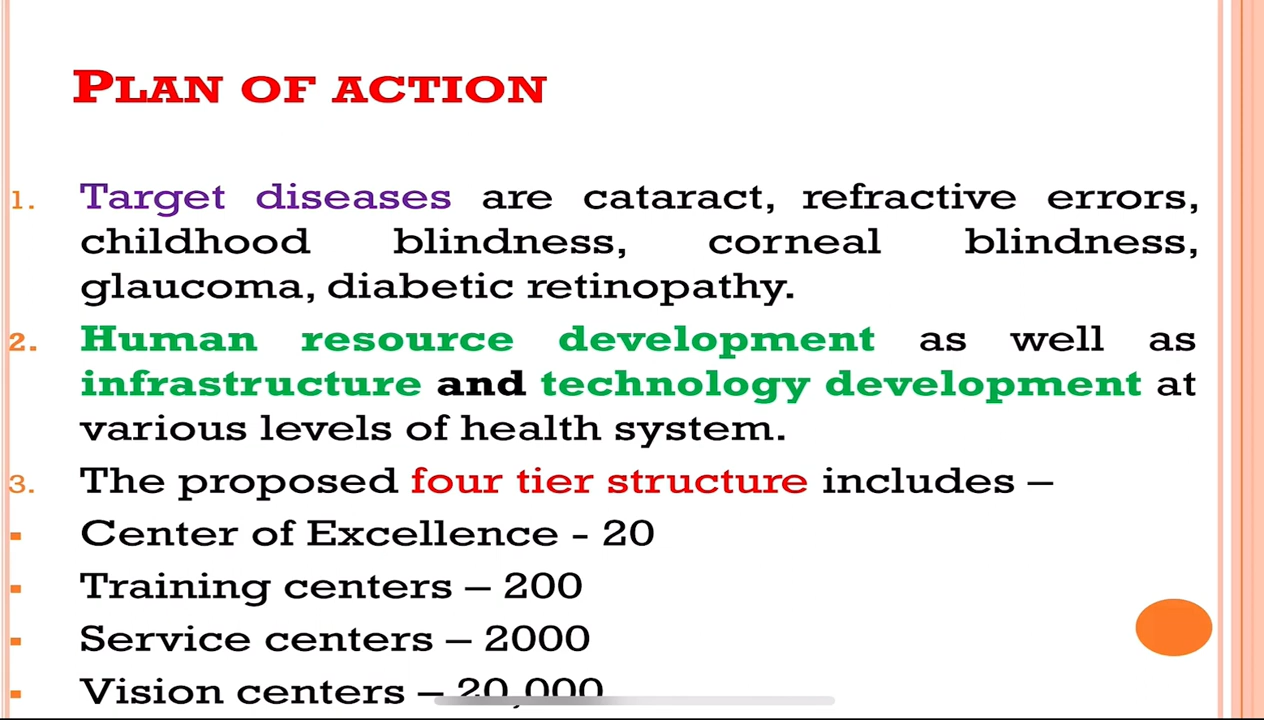 PLAN OF ACTION
1. Target diseases are cataract, refractive errors,
childhood blindness, corneal blindness,
glaucoma, diabetic retinopathy.
2. Human resource development as well as
infrastructure and technology development at
various levels of health system.
3. The proposed four tier structure includes –
▪ Center of Excellence - 20
▪ Training centers – 200
▪ Service centers – 2000
▪ Vision centers – 20,000